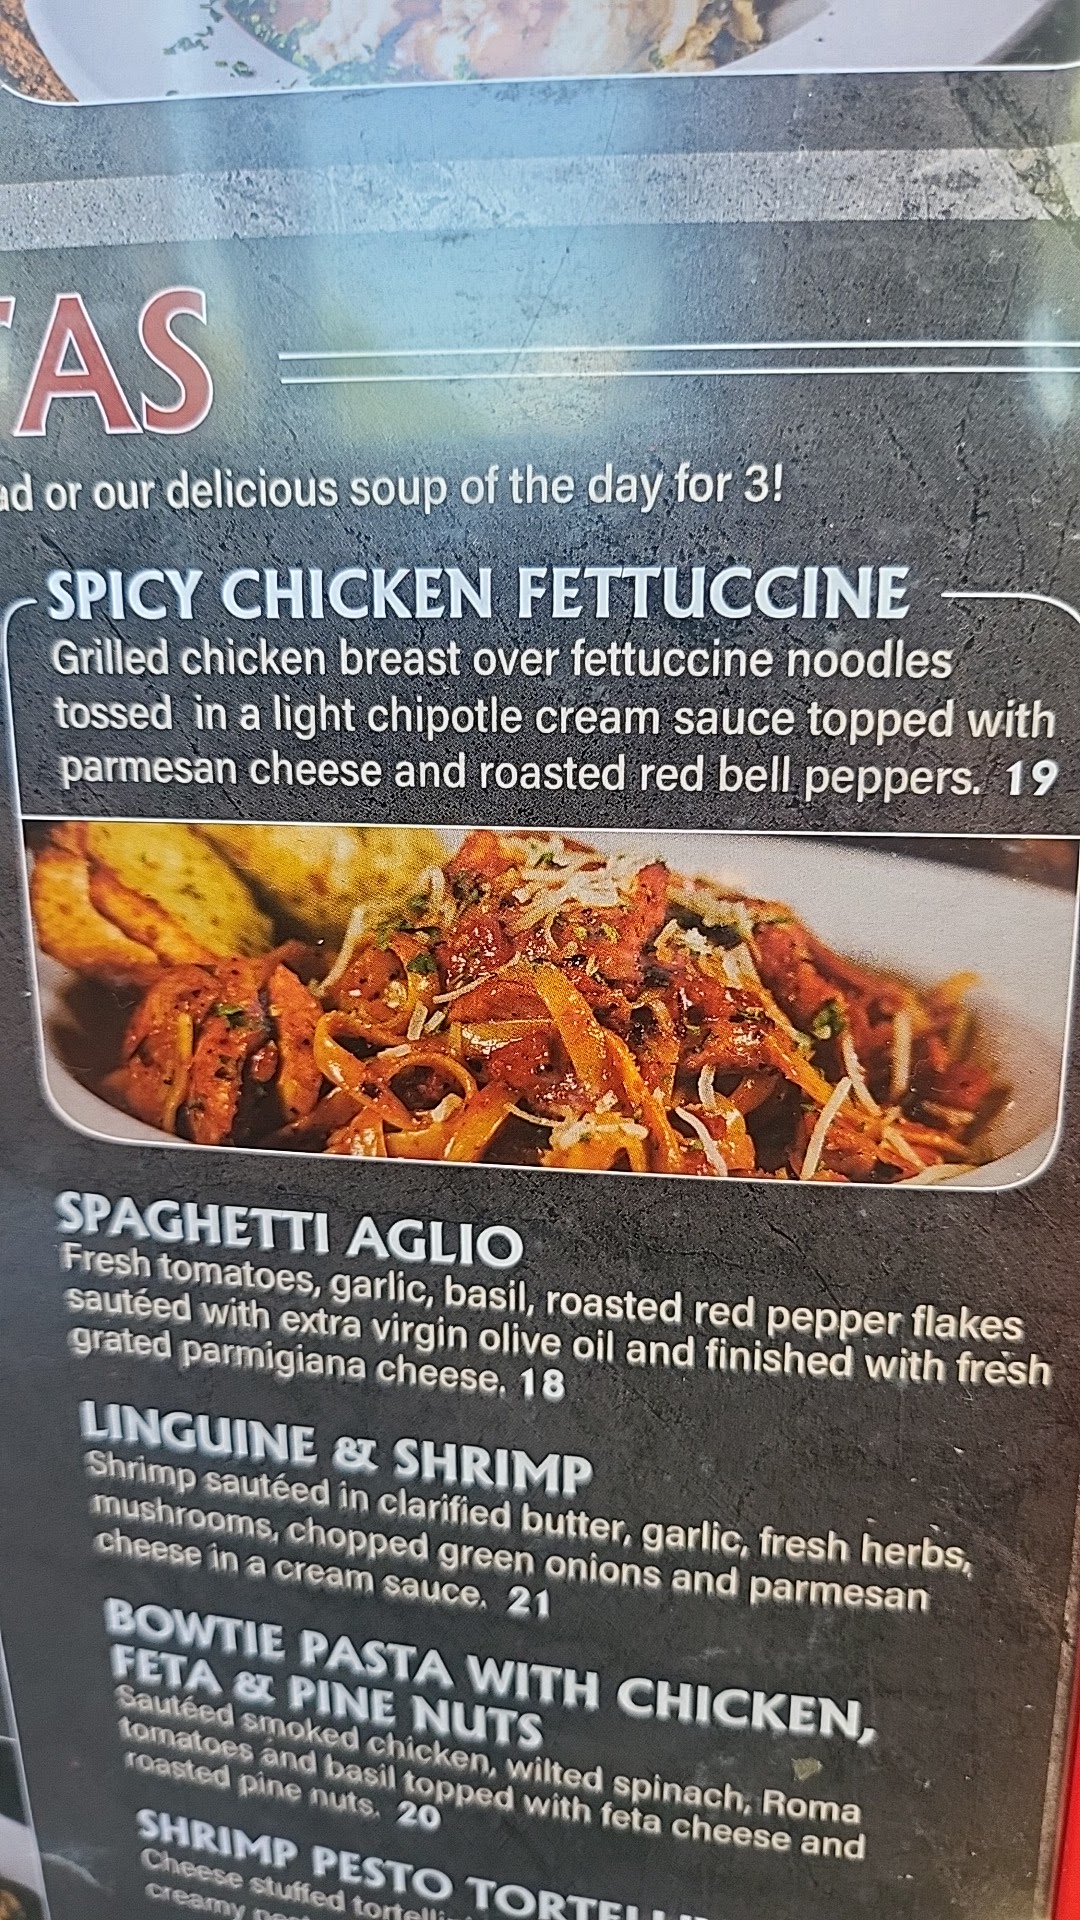 TAS
or our delicious soup of the day for 3!
SPICY CHICKEN FETTUCCINE
Grilled chicken breast over fettuccine noodles
tossed in a light chipotle cream sauce topped with
parmesan cheese and roasted red bell peppers. 19
SPAGHETTI AGLIO
Fresh tomatoes, garlic, basil, roasted red pepper flakes
sautéed with extra virgin olive oil and finished with fresh
grated parmigiana cheese. 18
LINGUINE & SHRIMP
Shrimp sautéed in clarified butter, garlic, fresh herbs,
mushrooms, chopped green onions and parmesan
cheese in a cream sauce. 21
BOWTIE PASTA WITH CHICKEN,
FETA & PINE NUTS
Sautéed smoked chicken, wilted spinach, Roma
tomatoes and basil topped with feta cheese and
roasted pine nuts. 20
SHRIMP PESTO
Cheese stuffed
creamy